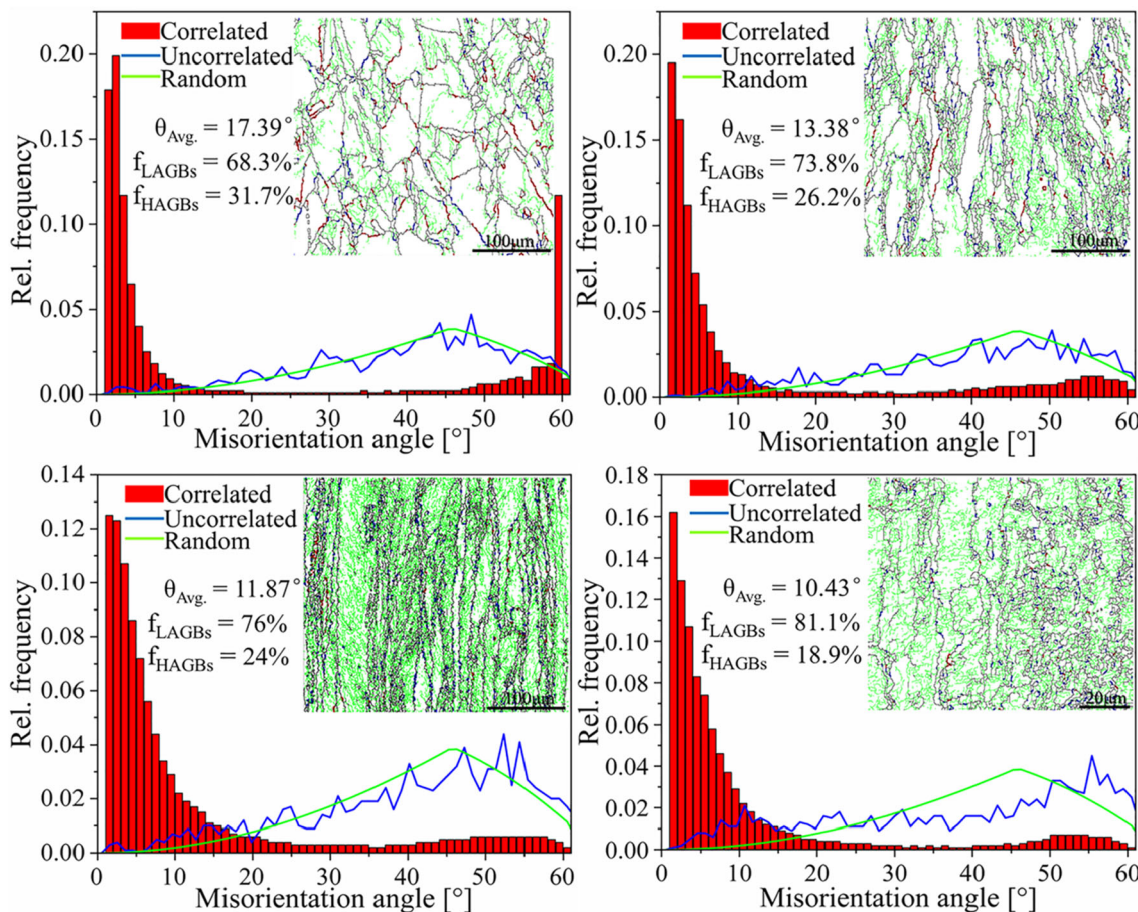 0.20
0.15
0.10
0.05
0.00
Rel. frequency
Correlated
Uncorrelated
Random
θAvg. = 17.39°
fLAGBs = 68.3%
fHAGBs = 31.7%
100μm
0 10 20 30 40 50 60
Misorientation angle [°]
0.20
0.15
0.10
0.05
0.00
Rel. frequency
Correlated
Uncorrelated
Random
θAvg. = 13.38°
fLAGBs = 73.8%
fHAGBs = 26.2%
100μm
0 10 20 30 40 50 60
Misorientation angle [°]
0.14
0.12
0.10
0.08
0.06
0.04
0.02
0.00
Rel. frequency
Correlated
Uncorrelated
Random
θAvg. = 11.87°
fLAGBs = 76%
fHAGBs = 24%
100μm
0 10 20 30 40 50 60
Misorientation angle [°]
0.18
0.16
0.14
0.12
0.10
0.08
0.06
0.04
0.02
0.00
Rel. frequency
Correlated
Uncorrelated
Random
θAvg. = 10.43°
fLAGBs = 81.1%
fHAGBs = 18.9%
20μm
0 10 20 30 40 50 60
Misorientation angle [°]